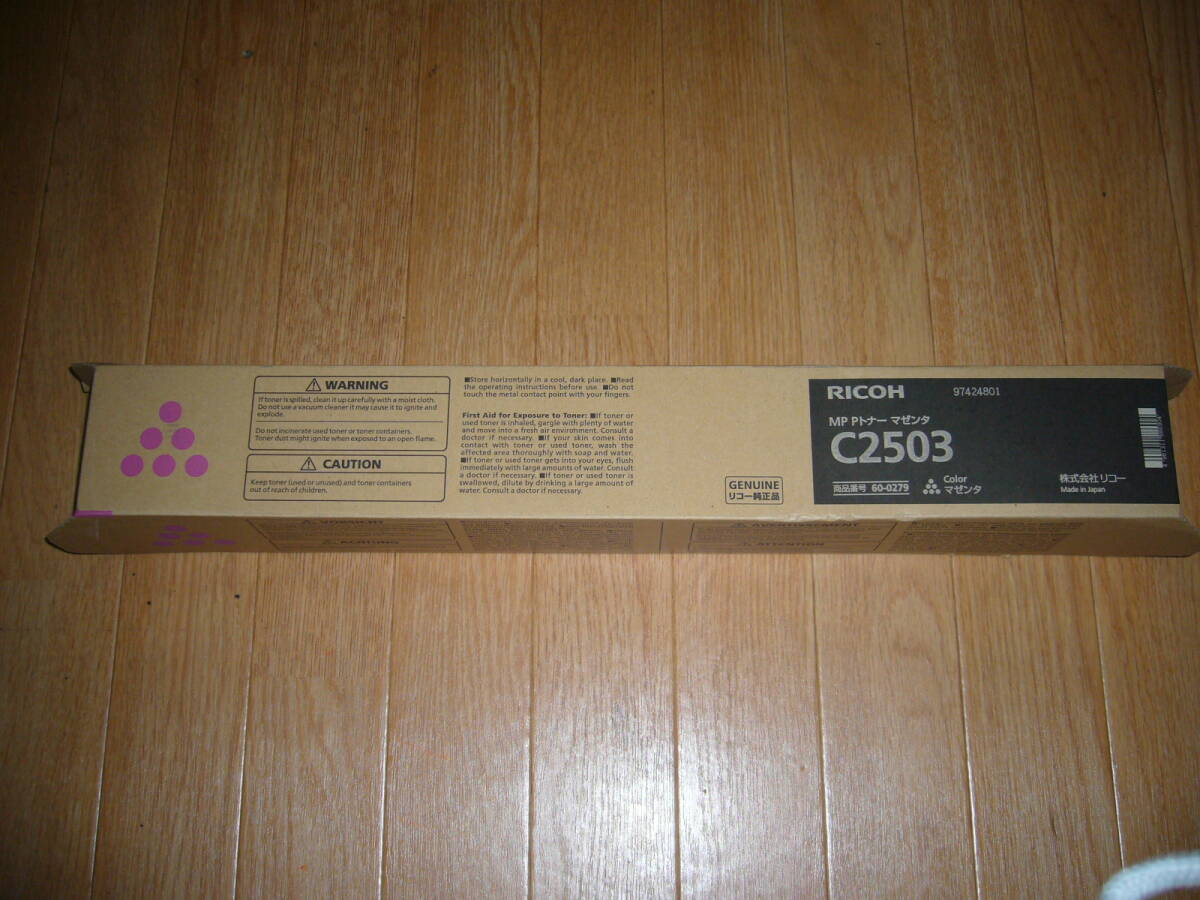 WARNING
If toner is spilled, clean it up carefully with a moist cloth.
Do not use a vacuum cleaner it may cause it to ignite and
explode.
Do not incinerate used toner or toner containers.
Toner dust might ignite when exposed to an open flame.
CAUTION
Keep toner (used or unused) and toner containers
out of reach of children.
■Store horizontally in a cool, dark place. ■Read
the operating instructions before use. ■Do not
touch the metal contact point with your fingers.
First Aid for Exposure to Toner: ■If toner or
used toner is inhaled, gargle with plenty of water
and move into a fresh air environment. Consult a
doctor if necessary. ■If your skin comes into
contact with toner or used toner, wash the
affected area thoroughly with soap and water.
■If toner or used toner gets into your eyes, flush
immediately with large amounts of water. Consult
a doctor if necessary. ■If toner or used toner is
swallowed, dilute by drinking a large amount of
water. Consult a doctor if necessary.
GENUINE
リコー純正品
RICOH
97424801
MP Pトナー マゼンタ
C2503
商品番号 60-0279
Color
マゼンタ
株式会社リコー
Made in Japan
VORSICHT
ACHTUNG
AVERTISSEMENT
ATTENTION